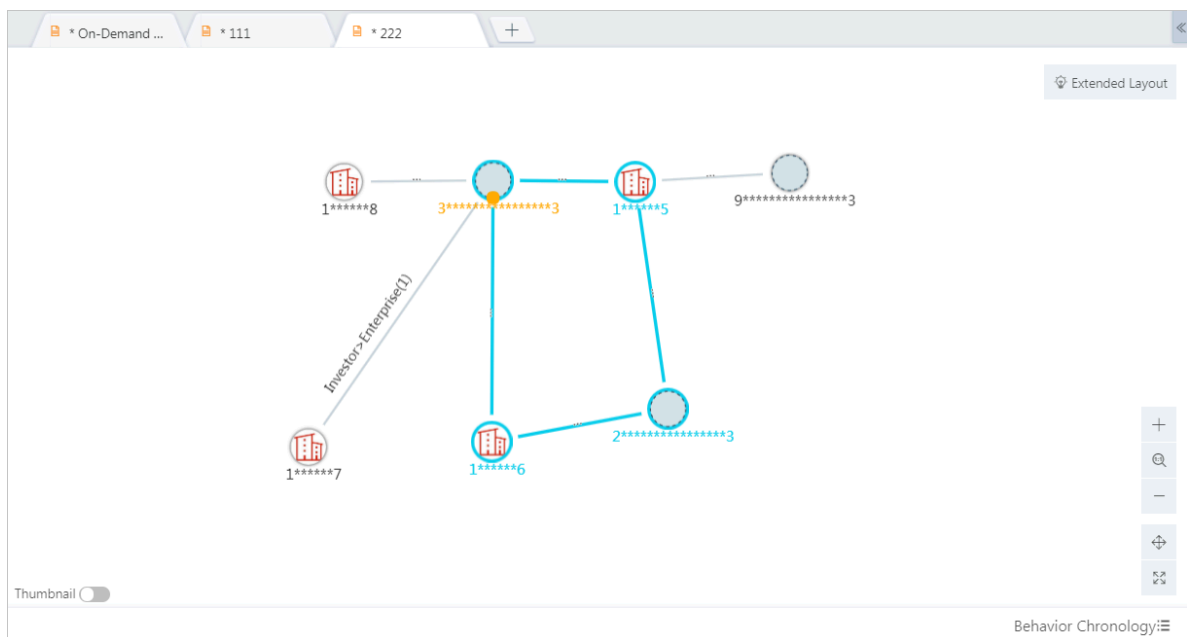 * On-Demand ...
* 111
* 222
Extended Layout
1******8
3****************3
1******5
9****************3
Investor>Enterprise(1)
1******7
1******6
2****************3
Thumbnail
Behavior Chronology